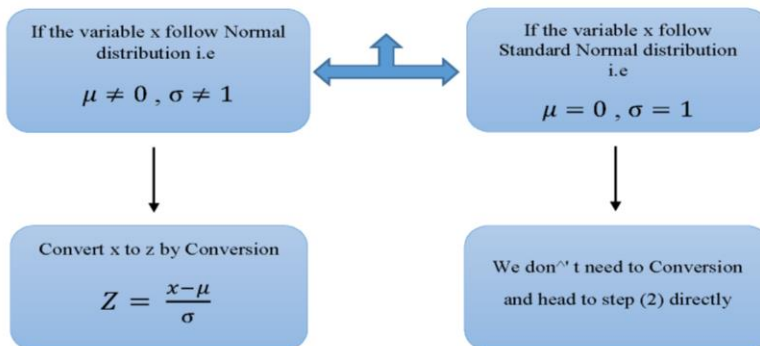 If the variable x follow Normal
distribution i.e
μ ≠ 0 , σ ≠ 1
If the variable x follow
Standard Normal distribution
i.e
μ = 0 , σ = 1
Convert x to z by Conversion
Z = x−μ / σ
We don^' t need to Conversion
and head to step (2) directly